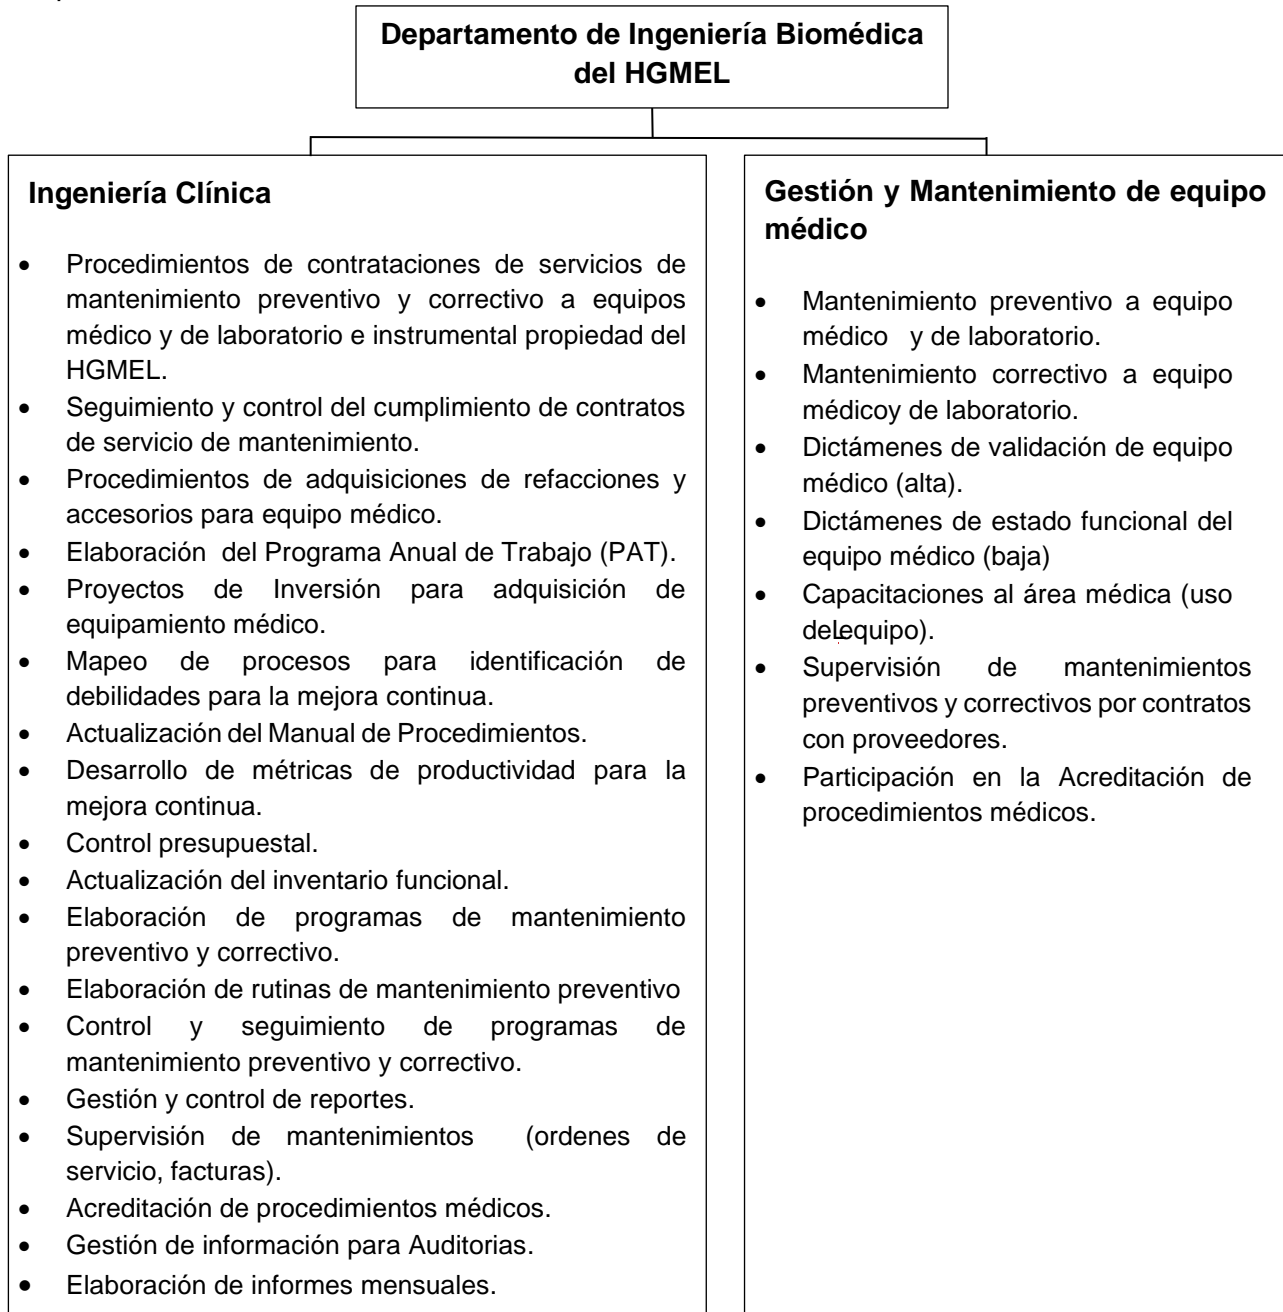 Departamento de Ingeniería Biomédica
del HGMEL
Ingeniería Clínica
• Procedimientos de contrataciones de servicios de
mantenimiento preventivo y correctivo a equipos
médico y de laboratorio e instrumental propiedad del
HGMEL.
• Seguimiento y control del cumplimiento de contratos
de servicio de mantenimiento.
• Procedimientos de adquisiciones de refacciones y
accesorios para equipo médico.
• Elaboración del Programa Anual de Trabajo (PAT).
• Proyectos de Inversión para adquisición de
equipamiento médico.
• Mapeo de procesos para identificación de
debilidades para la mejora continua.
• Actualización del Manual de Procedimientos.
• Desarrollo de métricas de productividad para la
mejora continua.
• Control presupuestal.
• Actualización del inventario funcional.
• Elaboración de programas de mantenimiento
preventivo y correctivo.
• Elaboración de rutinas de mantenimiento preventivo
• Control y seguimiento de programas de
mantenimiento preventivo y correctivo.
• Gestión y control de reportes.
• Supervisión de mantenimientos (ordenes de
servicio, facturas).
• Acreditación de procedimientos médicos.
• Gestión de información para Auditorias.
• Elaboración de informes mensuales.
Gestión y Mantenimiento de equipo
médico
• Mantenimiento preventivo a equipo
médico y de laboratorio.
• Mantenimiento correctivo a equipo
médicoy de laboratorio.
• Dictámenes de validación de equipo
médico (alta).
• Dictámenes de estado funcional del
equipo médico (baja)
• Capacitaciones al área médica (uso
delequipo).
• Supervisión de mantenimientos
preventivos y correctivos por contratos
con proveedores.
• Participación en la Acreditación de
procedimientos médicos.